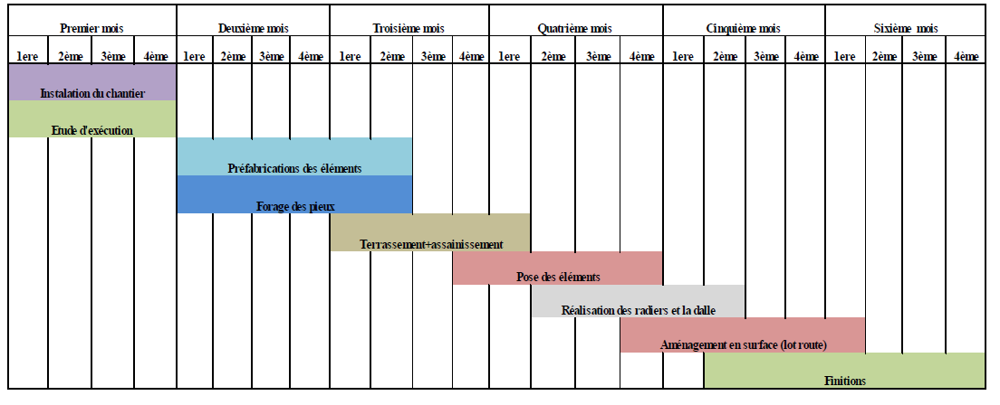 Premier mois Deuxième mois Troisième mois Quatrième mois Cinquième mois Sixième mois
1ere 2ème 3ème 4ème 1ere 2ème 3ème 4ème 1ere 2ème 3ème 4ème 1ere 2ème 3ème 4ème 1ere 2ème 3ème 4ème 1ere 2ème 3ème 4ème
Instalation du chantier
Etude d'exécution
Préfabrications des éléments
Forage des pieux
Terrassement+assainissement
Pose des éléments
Réalisation des radiers et la dalle
Aménagement en surface (lot route)
Finitions